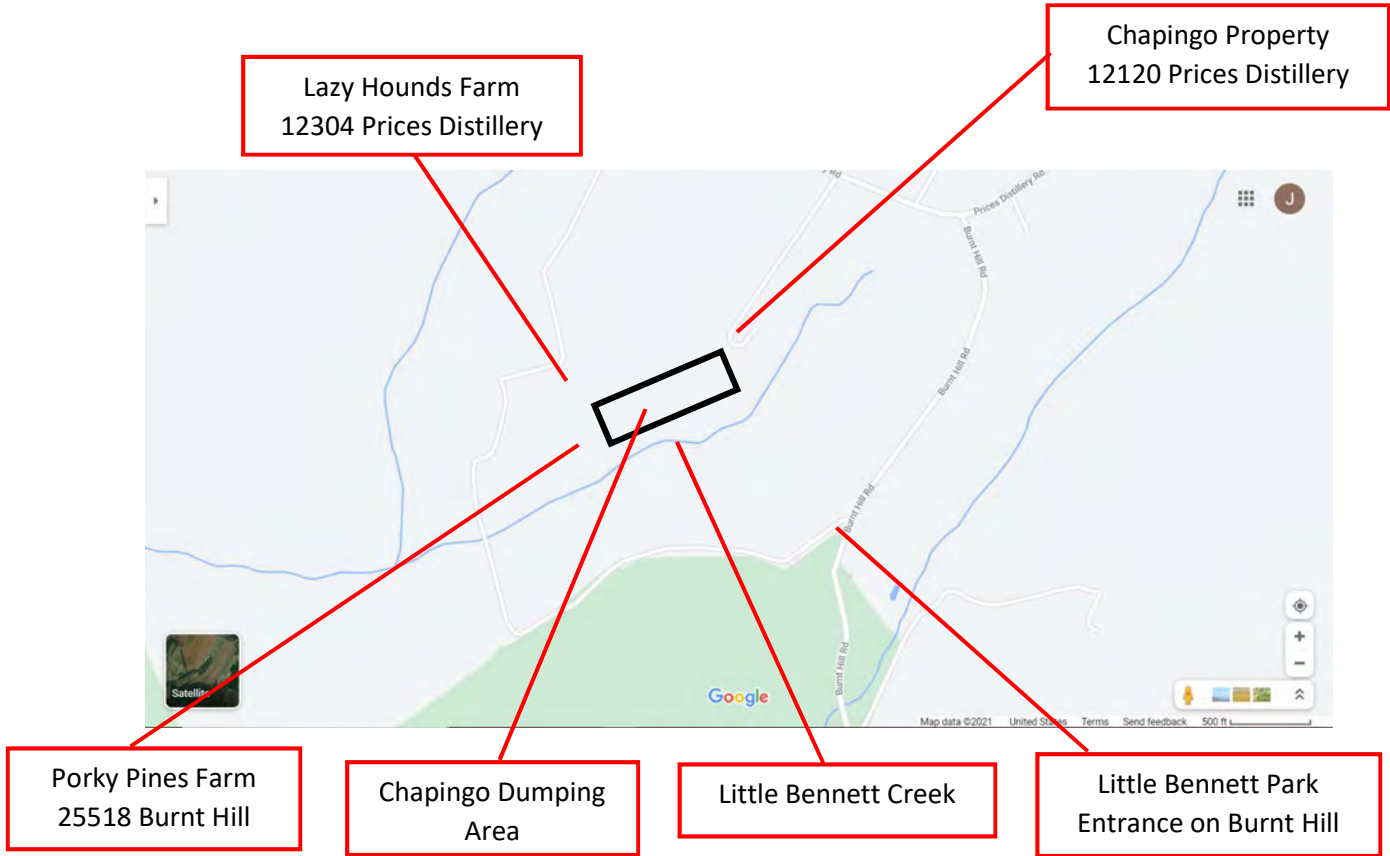 Chapingo Property
12120 Prices Distillery
Lazy Hounds Farm
12304 Prices Distillery
Rd
Prices Distillery Rd
J
Burnt Hill Rd
Burnt Hill Rd
Burnt Hill Rd
Burnt Hill Rd
Satellite
Google
Map data ©2021 United States Terms Send feedback 500 ft
Porky Pines Farm
25518 Burnt Hill
Chapingo Dumping
Area
Little Bennett Creek
Little Bennett Park
Entrance on Burnt Hill